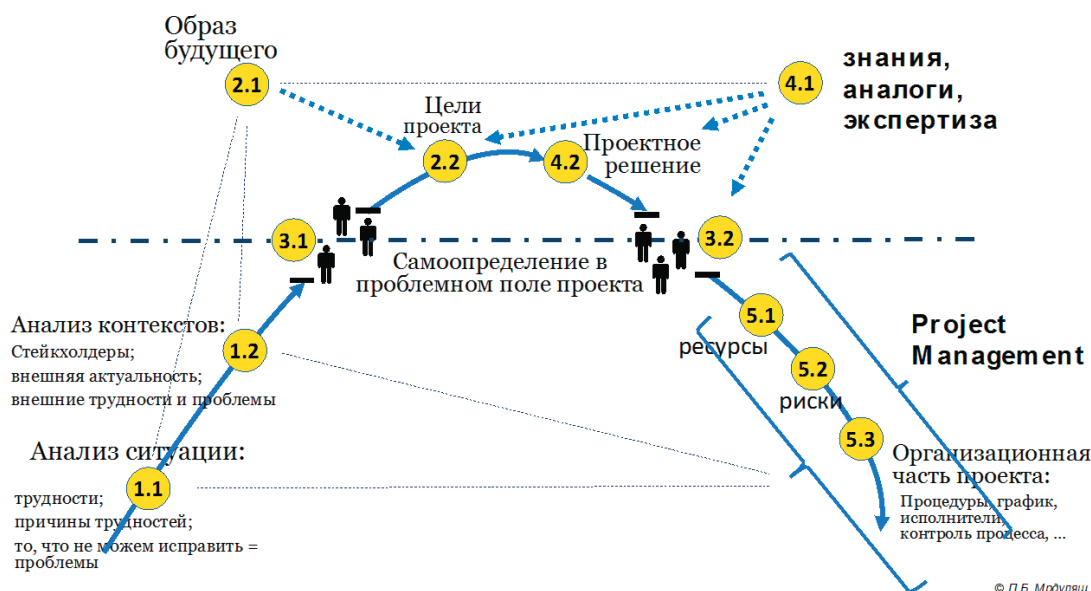 Образ
будущего
2.1
4.1
знания,
аналоги,
экспертиза
Цели
проекта
2.2
4.2
Проектное
решение
3.1
3.2
Самоопределение в
проблемном поле проекта
Анализ контекстов:
Стейкхолдеры;
внешняя актуальность;
внешние трудности и проблемы
1.2
5.1
ресурсы
5.2
риски
5.3
Project
Management
Анализ ситуации:
1.1
трудности;
причины трудностей;
то, что не можем исправить =
проблемы
Организационная
часть проекта:
Процедуры, график,
исполнители,
контроль процесса, ...
© П.Б. Мрдуляш